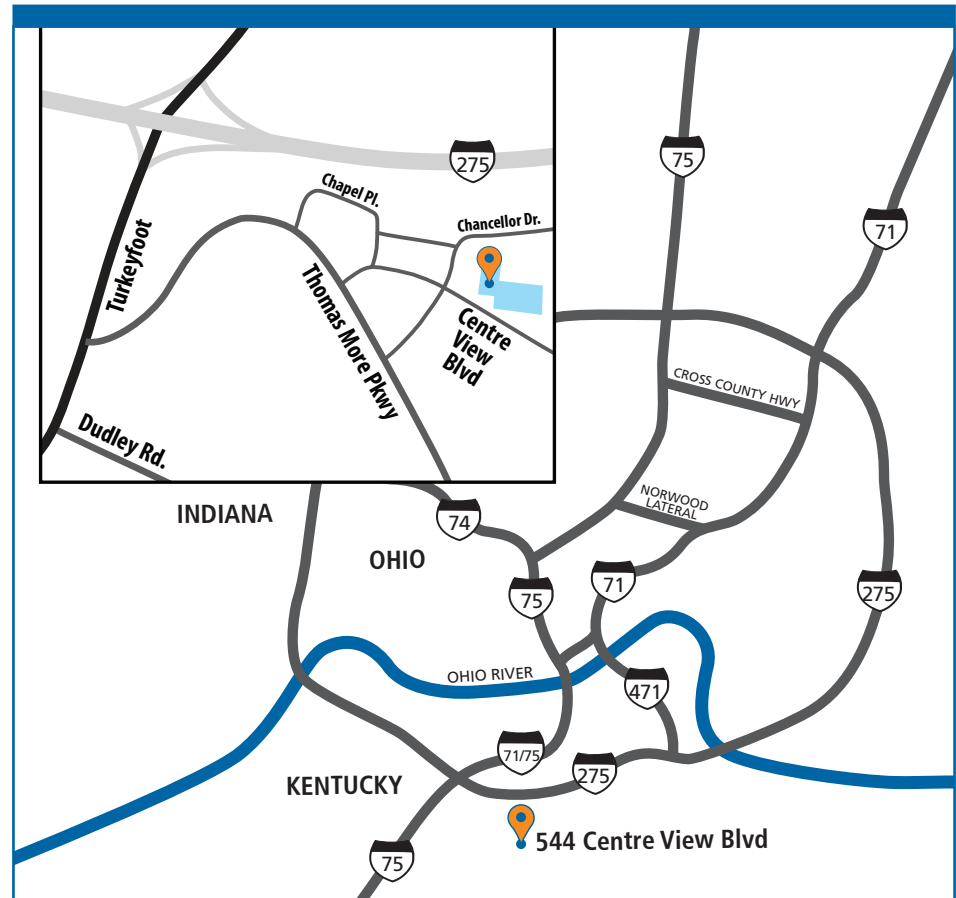 275
Chapel Pl.
Chancellor Dr.
Turkeyfoot
Thomas More Pkwy
Centre
View
Blvd
Dudley Rd.
75
71
CROSS COUNTY HWY
NORWOOD
LATERAL
INDIANA
74
OHIO
75
71
275
OHIO RIVER
471
71/75
275
KENTUCKY
544 Centre View Blvd
75